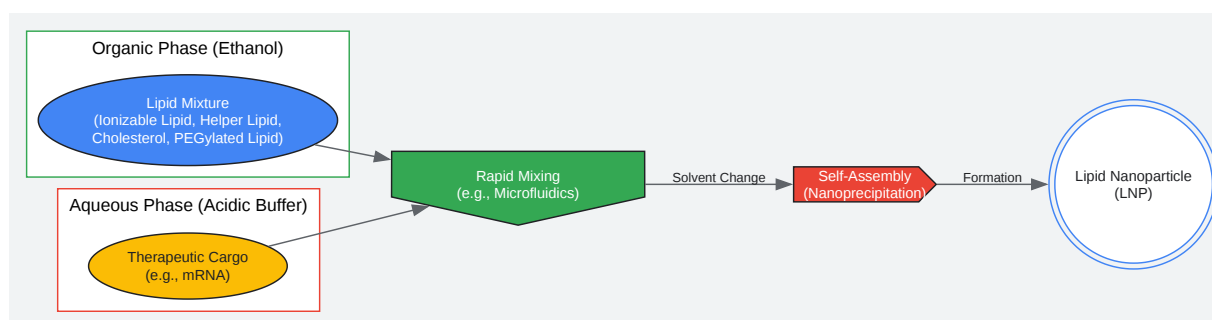 Organic Phase (Ethanol)
Lipid Mixture
(Ionizable Lipid, Helper Lipid,
Cholesterol, PEGylated Lipid)
Aqueous Phase (Acidic Buffer)
Therapeutic Cargo
(e.g., mRNA)
Rapid Mixing
(e.g., Microfluidics)
Solvent Change
Self-Assembly
(Nanoprecipitation)
Formation
Lipid Nanoparticle
(LNP)